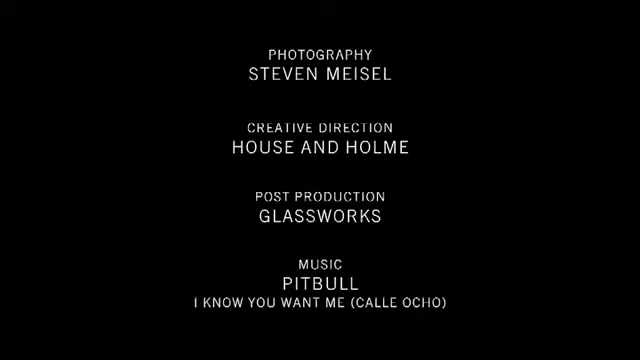 PHOTOGRAPHY
STEVEN MEISEL
CREATIVE DIRECTION
HOUSE AND HOLME
POST PRODUCTION
GLASSWORKS
MUSIC
PITBULL
I KNOW YOU WANT ME (CALLE OCHO)